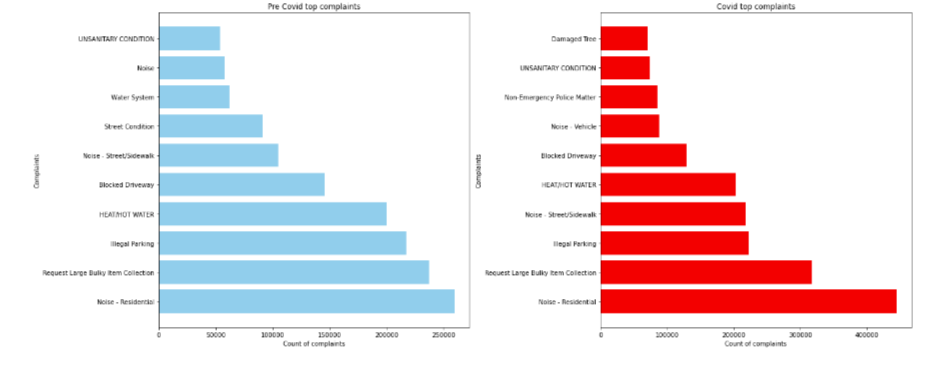 Pre Covid top complaints
Complaints
UNSANITARY CONDITION
Noise
Water System
Street Condition
Noise - Street/Sidewalk
Blocked Driveway
HEAT/HOT WATER
Illegal Parking
Request Large Bulky Item Collection
Noise - Residential
0 50000 100000 150000 200000 250000
Count of complaints
Covid top complaints
Complaints
Damaged Tree
UNSANITARY CONDITION
Non-Emergency Police Matter
Noise - Vehicle
Blocked Driveway
HEAT/HOT WATER
Noise - Street/Sidewalk
Illegal Parking
Request Large Bulky Item Collection
Noise - Residential
0 100000 200000 300000 400000
Count of complaints